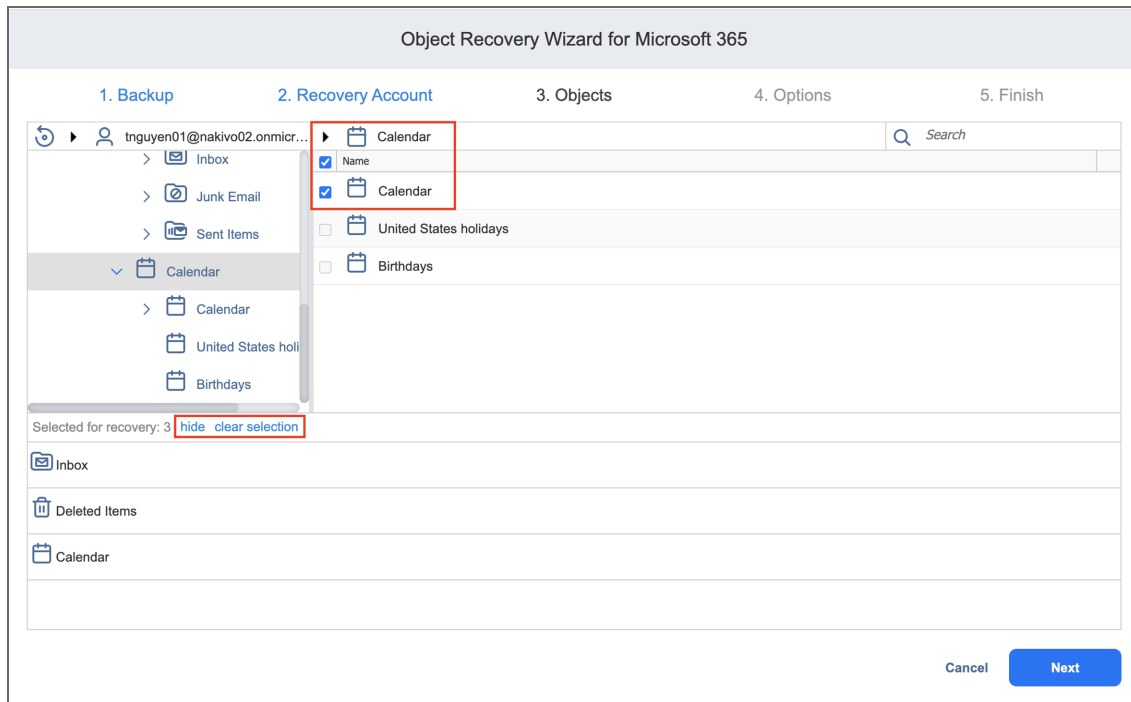 Object Recovery Wizard for Microsoft 365
1. Backup 2. Recovery Account 3. Objects 4. Options 5. Finish
tnguyen01@nakivo02.onmicr... Calendar Search
Inbox
Junk Email
Sent Items
Calendar
Calendar
United States holi
Birthdays
Name
Calendar
United States holidays
Birthdays
Selected for recovery: 3 hide clear selection
Inbox
Deleted Items
Calendar
Cancel Next